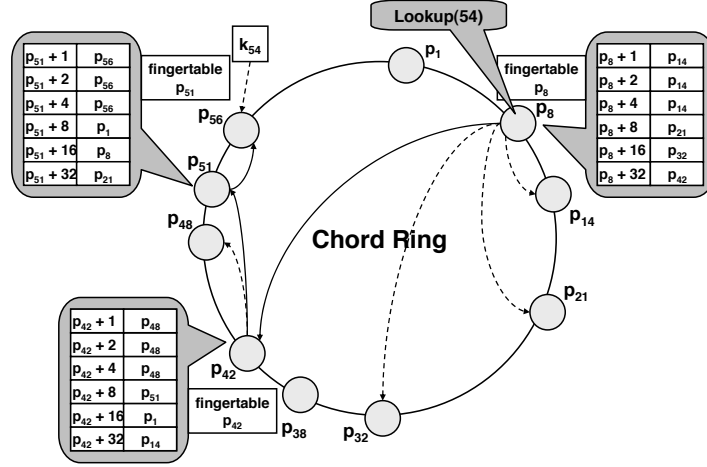 Lookup(54)
k54
p1
fingertable
p51
p51 + 1 p56
p51 + 2 p56
p51 + 4 p56
p51 + 8 p1
p51 + 16 p8
p51 + 32 p21
fingertable
p8
p8 + 1 p14
p8 + 2 p14
p8 + 4 p14
p8 + 8 p21
p8 + 16 p32
p8 + 32 p42
p56
p8
p51
p48
p14
Chord Ring
p21
p42 + 1 p48
p42 + 2 p48
p42 + 4 p48
p42 + 8 p51
p42 + 16 p1
p42 + 32 p14
p42
fingertable
p42
p38
p32